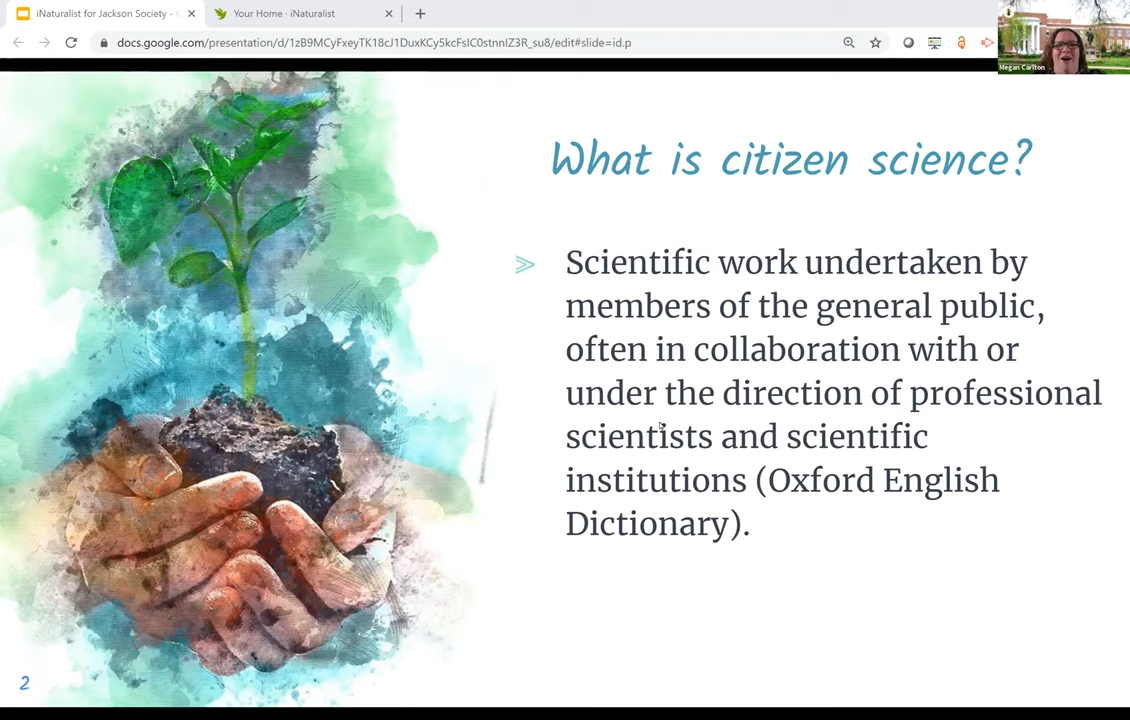 iNaturalist for Jackson Society -
Your Home · iNaturalist
docs.google.com/presentation/d/1zB9MCyFxeyTK18cJ1DuxKCy5kcFsIC0stnnIZ3R_su8/edit#slide=id.p
Megan Carlton
What is citizen science?
Scientific work undertaken by
members of the general public,
often in collaboration with or
under the direction of professional
scientists and scientific
institutions (Oxford English
Dictionary).
2